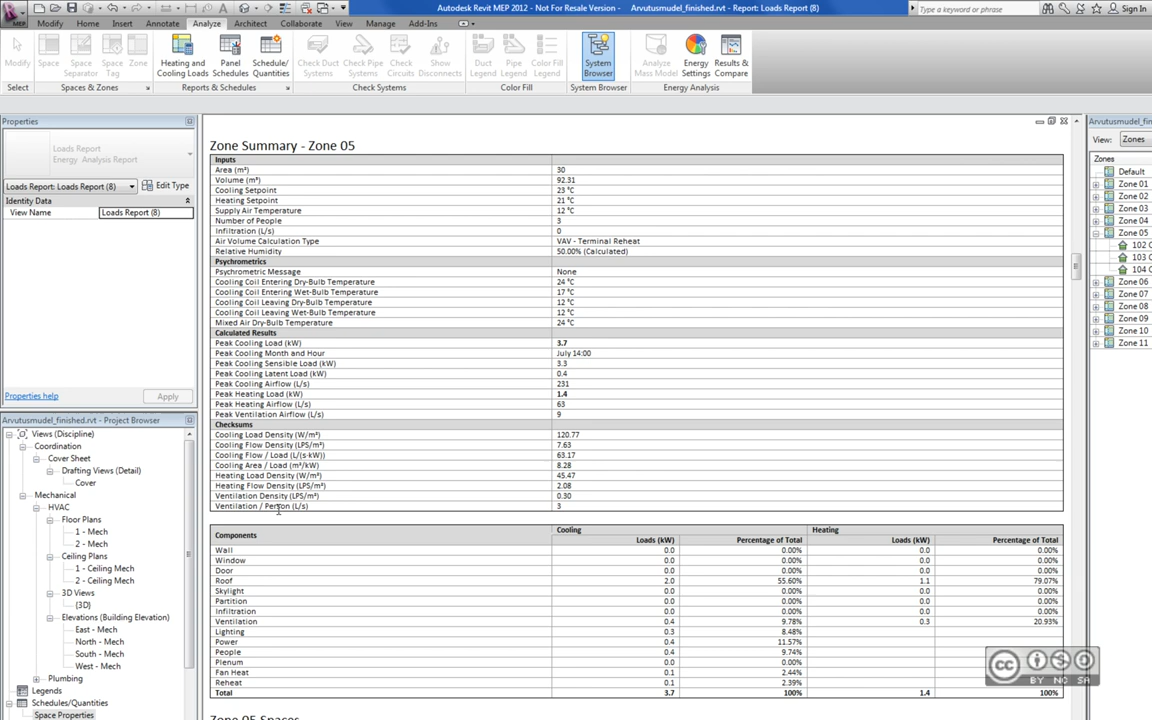 Autodesk Revit MEP 2012 - Not For Resale Version - Arvutusmudel_finished.rvt - Report: Loads Report (8)
Type a keyword or phrase
Sign In
MEP
Modify Home Insert Annotate Analyze Architect Collaborate View Manage Add-Ins
Modify
Space
Space Separator
Space Tag
Zone
Heating and Cooling Loads
Panel Schedules
Schedule/ Quantities
Check Duct Systems
Check Pipe Systems
Check Circuits
Show Disconnects
Duct Legend
Pipe Legend
Color Fill Legend
System Browser
Analyze Mass Model
Energy Settings
Results & Compare
Select Spaces & Zones Reports & Schedules Check Systems Color Fill System Browser Energy Analysis
Properties
Loads Report
Energy Analysis Report
Loads Report: Loads Report (8) Edit Type
Identity Data
View Name Loads Report (8)
Properties help Apply
Arvutusmudel_finished.rvt - Project Browser
Views (Discipline)
Coordination
Cover Sheet
Drafting Views (Detail)
Cover
Mechanical
HVAC
Floor Plans
1 - Mech
2 - Mech
Ceiling Plans
1 - Ceiling Mech
2 - Ceiling Mech
3D Views
{3D}
Elevations (Building Elevation)
East - Mech
North - Mech
South - Mech
West - Mech
Plumbing
Legends
Schedules/Quantities
Space Properties
Zone Summary - Zone 05
Inputs
Area (m²) 30
Volume (m³) 92.31
Cooling Setpoint 23 °C
Heating Setpoint 21 °C
Supply Air Temperature 12 °C
Number of People 3
Infiltration (L/s) 0
Air Volume Calculation Type VAV - Terminal Reheat
Relative Humidity 50.00% (Calculated)
Psychrometrics
Psychrometric Message None
Cooling Coil Entering Dry-Bulb Temperature 24 °C
Cooling Coil Entering Wet-Bulb Temperature 17 °C
Cooling Coil Leaving Dry-Bulb Temperature 12 °C
Cooling Coil Leaving Wet-Bulb Temperature 12 °C
Mixed Air Dry-Bulb Temperature 24 °C
Calculated Results
Peak Cooling Load (kW) 3.7
Peak Cooling Month and Hour July 14:00
Peak Cooling Sensible Load (kW) 3.3
Peak Cooling Latent Load (kW) 0.4
Peak Cooling Airflow (L/s) 231
Peak Heating Load (kW) 1.4
Peak Heating Airflow (L/s) 63
Peak Ventilation Airflow (L/s) 9
Checksums
Cooling Load Density (W/m²) 120.77
Cooling Flow Density (LPS/m²) 7.63
Cooling Flow / Load (L/(s·kW)) 63.17
Cooling Area / Load (m²/kW) 8.28
Heating Load Density (W/m²) 45.47
Heating Flow Density (LPS/m²) 2.08
Ventilation Density (LPS/m²) 0.30
Ventilation / Person (L/s) 3
Components Cooling Heating
Loads (kW) Percentage of Total Loads (kW) Percentage of Total
Wall 0.0 0.00% 0.0 0.00%
Window 0.0 0.00% 0.0 0.00%
Door 0.0 0.00% 0.0 0.00%
Roof 2.0 55.60% 1.1 79.07%
Skylight 0.0 0.00% 0.0 0.00%
Partition 0.0 0.00% 0.0 0.00%
Infiltration 0.0 0.00% 0.0 0.00%
Ventilation 0.4 9.78% 0.3 20.93%
Lighting 0.3 8.48%
Power 0.4 11.57%
People 0.4 9.74%
Plenum 0.0 0.00%
Fan Heat 0.1 2.44%
Reheat 0.1 2.39%
Total 3.7 100% 1.4 100%
Zone 05 Spaces
Arvutusmudel_fin
View: Zones
Zones
Default
Zone 01
Zone 02
Zone 03
Zone 04
Zone 05
102
103
104
Zone 06
Zone 07
Zone 08
Zone 09
Zone 10
Zone 11
cc BY NC SA